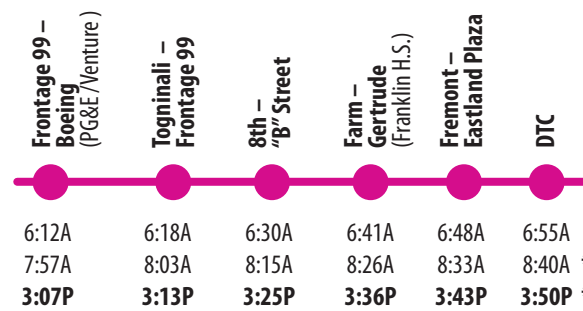 Frontage 99 –
Boeing
(PG&E /Venture )
Togninali –
Frontage 99
8th –
“B” Street
Farm –
Gertrude
(Franklin H.S.)
Fremont –
Eastland Plaza
DTC
6:12A 6:18A 6:30A 6:41A 6:48A 6:55A
7:57A 8:03A 8:15A 8:26A 8:33A 8:40A
3:07P 3:13P 3:25P 3:36P 3:43P 3:50P